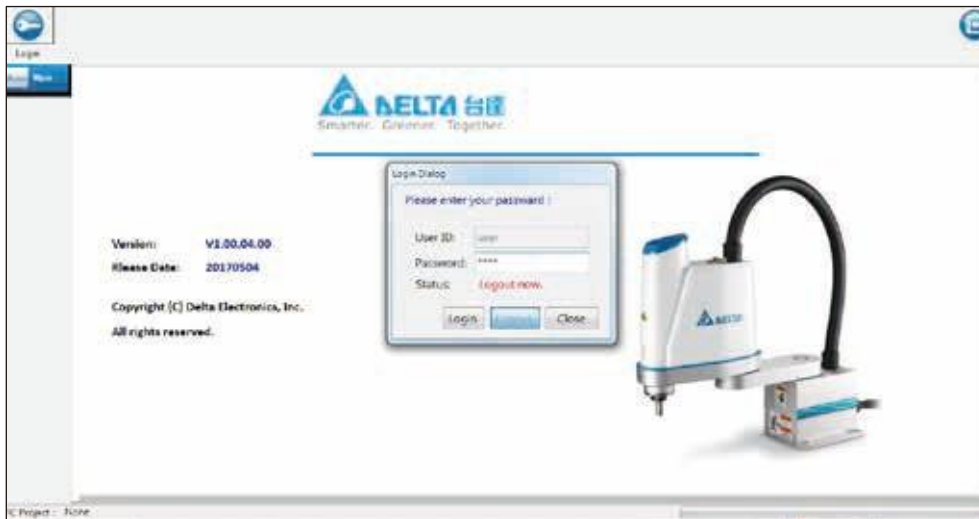 Login
DELTA 台達
Smarter. Greener. Together.
Login Dialog
Please enter your password :
User ID: user
Password: ****
Status: Logout now.
Login Close
Version: V1.00.04.00
Rlease Date: 20170504
Copyright (C) Delta Electronics, Inc.
All rights reserved.
DELTA
Project : None